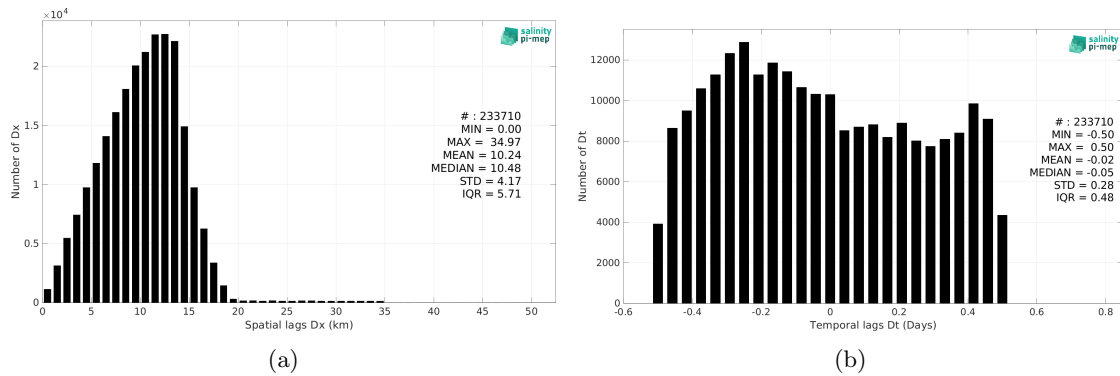 ×10⁴
salinity
pi-mep
2
1.5
1
0.5
0
Number of Dx
# : 233710
MIN = 0.00
MAX = 34.97
MEAN = 10.24
MEDIAN = 10.48
STD = 4.17
IQR = 5.71
0 5 10 15 20 25 30 35 40 45 50
Spatial lags Dx (km)
(a)
salinity
pi-mep
12000
10000
8000
6000
4000
2000
0
Number of Dt
# : 233710
MIN = -0.50
MAX = 0.50
MEAN = -0.02
MEDIAN = -0.05
STD = 0.28
IQR = 0.48
-0.6 -0.4 -0.2 0 0.2 0.4 0.6 0.8
Temporal lags Dt (Days)
(b)